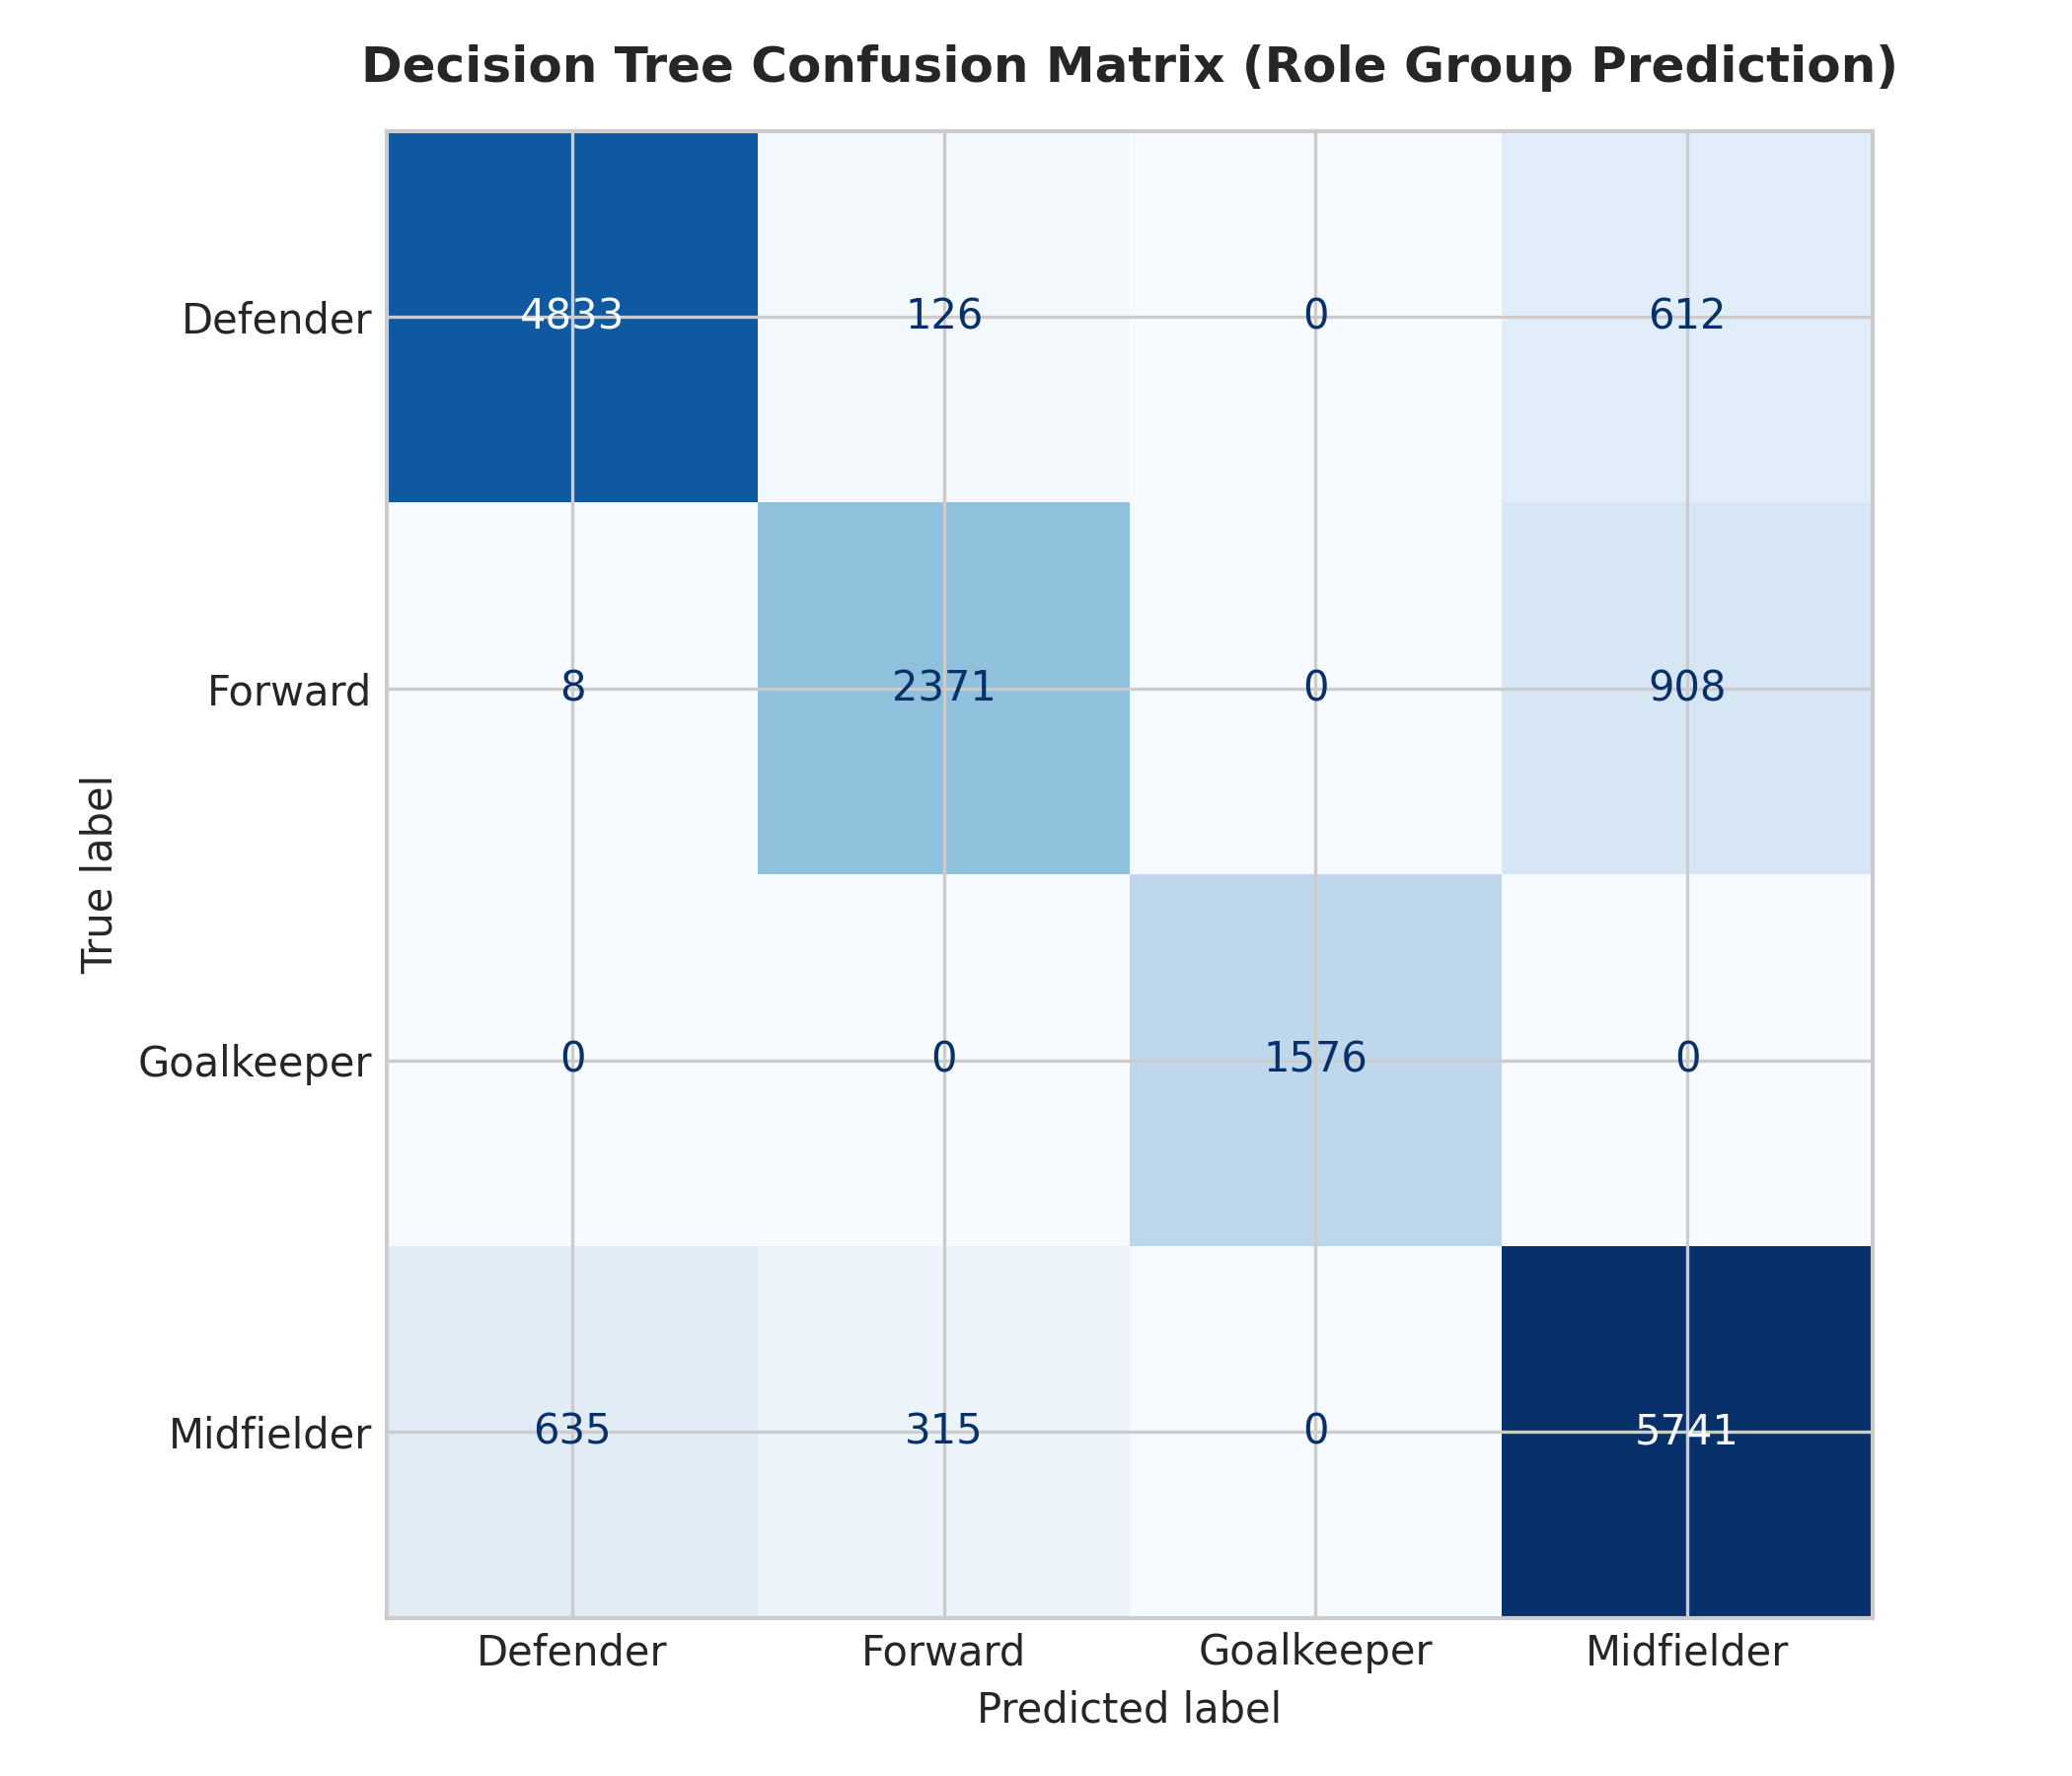 Decision Tree Confusion Matrix (Role Group Prediction)
True label
Defender 4833 126 0 612
Forward 8 2371 0 908
Goalkeeper 0 0 1576 0
Midfielder 635 315 0 5741
Defender Forward Goalkeeper Midfielder
Predicted label